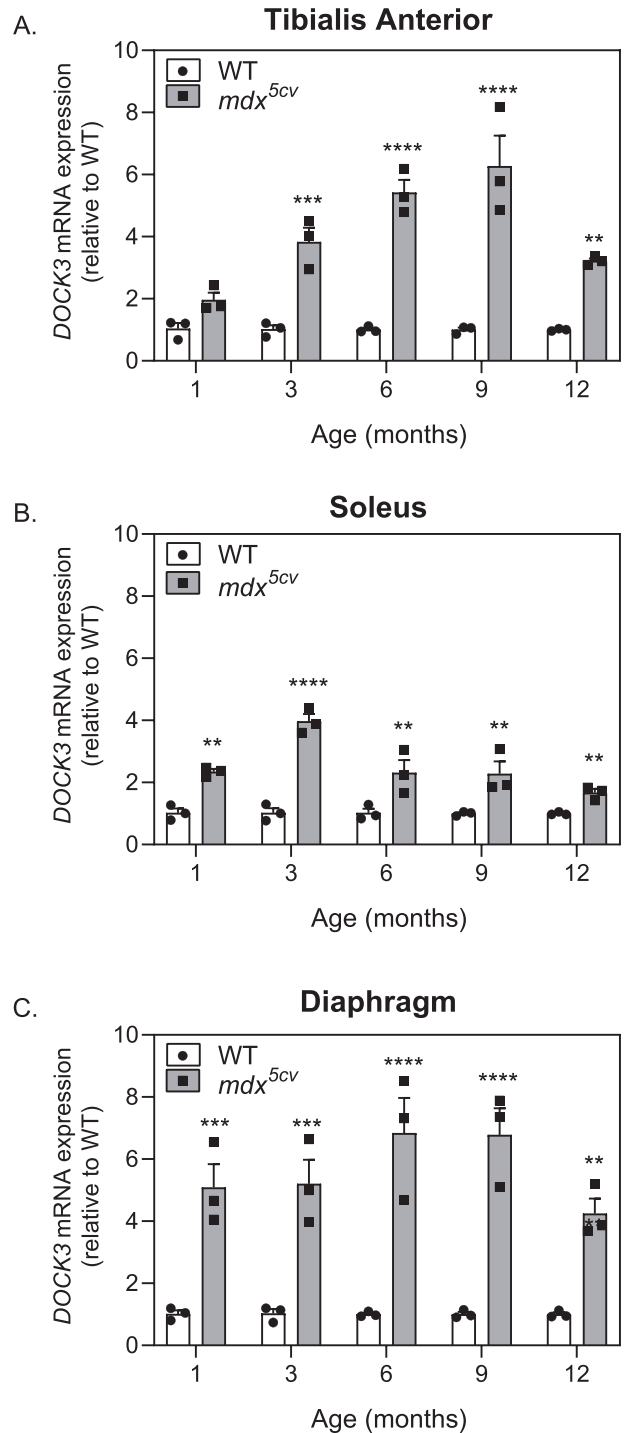 A.
Tibialis Anterior
DOCK3 mRNA expression
(relative to WT)
10
8
6
4
2
0
WT
mdx5cv
***
****
****
**
1 3 6 9 12
Age (months)
B.
Soleus
DOCK3 mRNA expression
(relative to WT)
10
8
6
4
2
0
WT
mdx5cv
**
****
**
**
**
1 3 6 9 12
Age (months)
C.
Diaphragm
DOCK3 mRNA expression
(relative to WT)
10
8
6
4
2
0
WT
mdx5cv
***
***
****
****
**
**
1 3 6 9 12
Age (months)